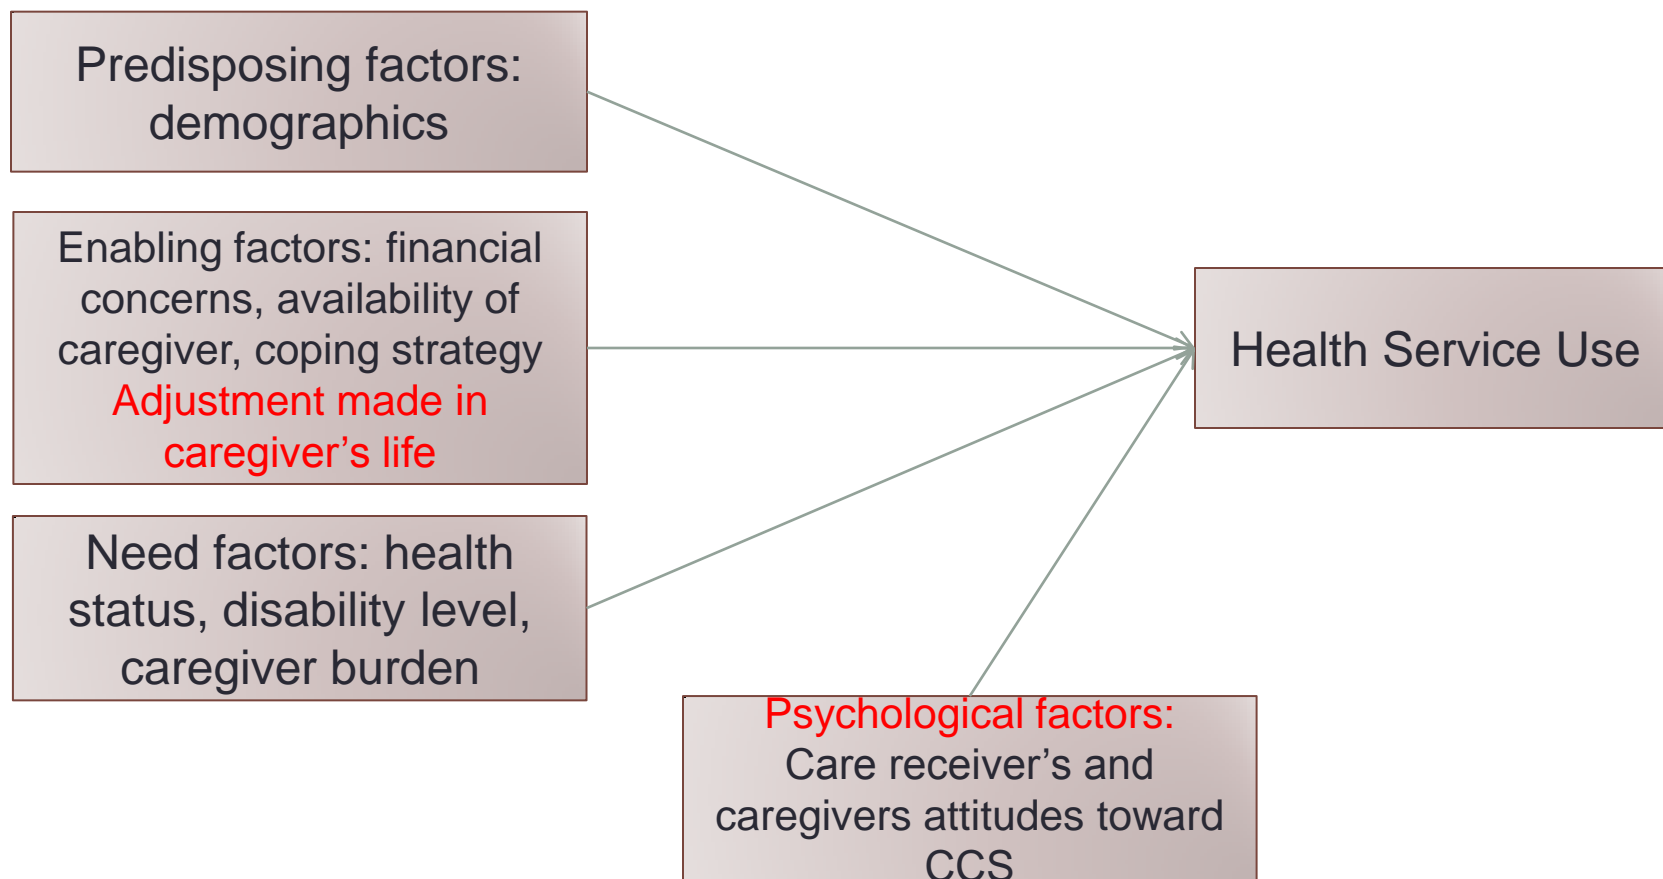 Predisposing factors:
demographics
Enabling factors: financial
concerns, availability of
caregiver, coping strategy
Adjustment made in
caregiver’s life
Need factors: health
status, disability level,
caregiver burden
Health Service Use
Psychological factors:
Care receiver’s and
caregivers attitudes toward
CCS